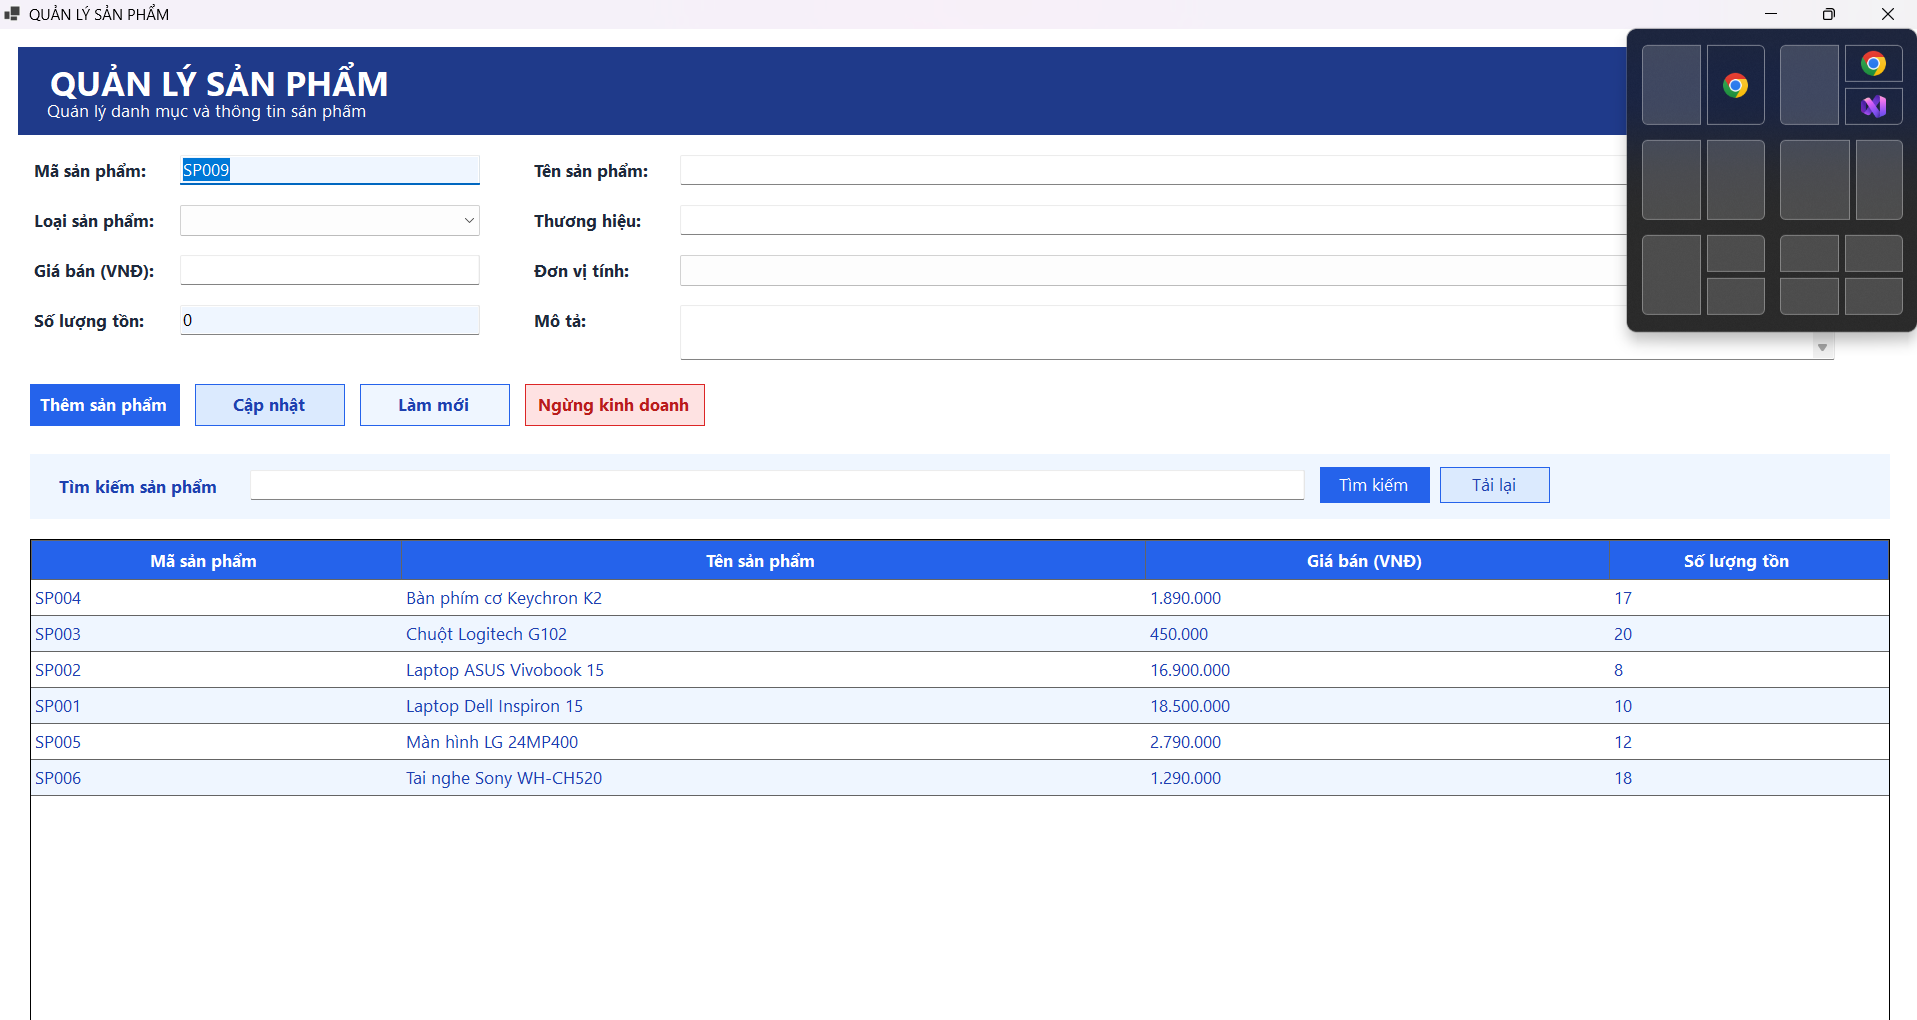 QUẢN LÝ SẢN PHẨM
QUẢN LÝ SẢN PHẨM
Quản lý danh mục và thông tin sản phẩm
Mã sản phẩm: SP009 Tên sản phẩm:
Loại sản phẩm: Thương hiệu:
Giá bán (VNĐ): Đơn vị tính:
Số lượng tồn: 0 Mô tả:
Thêm sản phẩm Cập nhật Làm mới Ngừng kinh doanh
Tìm kiếm sản phẩm Tìm kiếm Tải lại
Mã sản phẩm Tên sản phẩm Giá bán (VNĐ) Số lượng tồn
SP004 Bàn phím cơ Keychron K2 1.890.000 17
SP003 Chuột Logitech G102 450.000 20
SP002 Laptop ASUS Vivobook 15 16.900.000 8
SP001 Laptop Dell Inspiron 15 18.500.000 10
SP005 Màn hình LG 24MP400 2.790.000 12
SP006 Tai nghe Sony WH-CH520 1.290.000 18